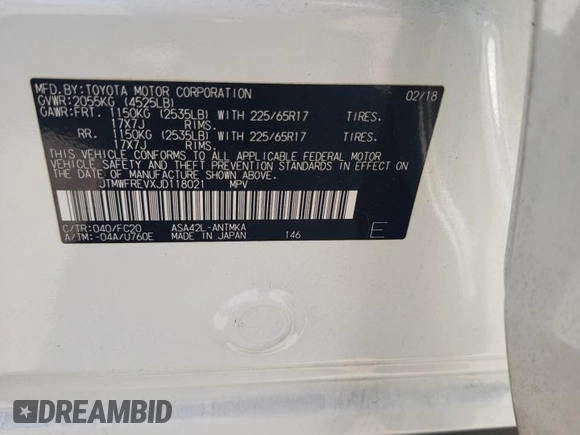 MFD.BY:TOYOTA MOTOR CORPORATION 02/18
GVWR:2055KG (4525LB)
GAWR:FRT. 1150KG (2535LB) WITH 225/65R17 TIRES.
17X7J RIMS.
RR. 1150KG (2535LB) WITH 225/65R17 TIRES.
17X7J RIMS.
THIS VEHICLE CONFORMS TO ALL APPLICABLE FEDERAL MOTOR
VEHICLE SAFETY AND THEFT PREVENTION STANDARDS IN EFFECT ON
THE DATE OF MANUFACTURE SHOWN ABOVE.
JTMWFREVXJD118021 MPV
C/TR:040/FC20 ASA42L-ANTMKA
A/TM:-04A/U760E MADE IN JAPAN 146 E
DREAMBID